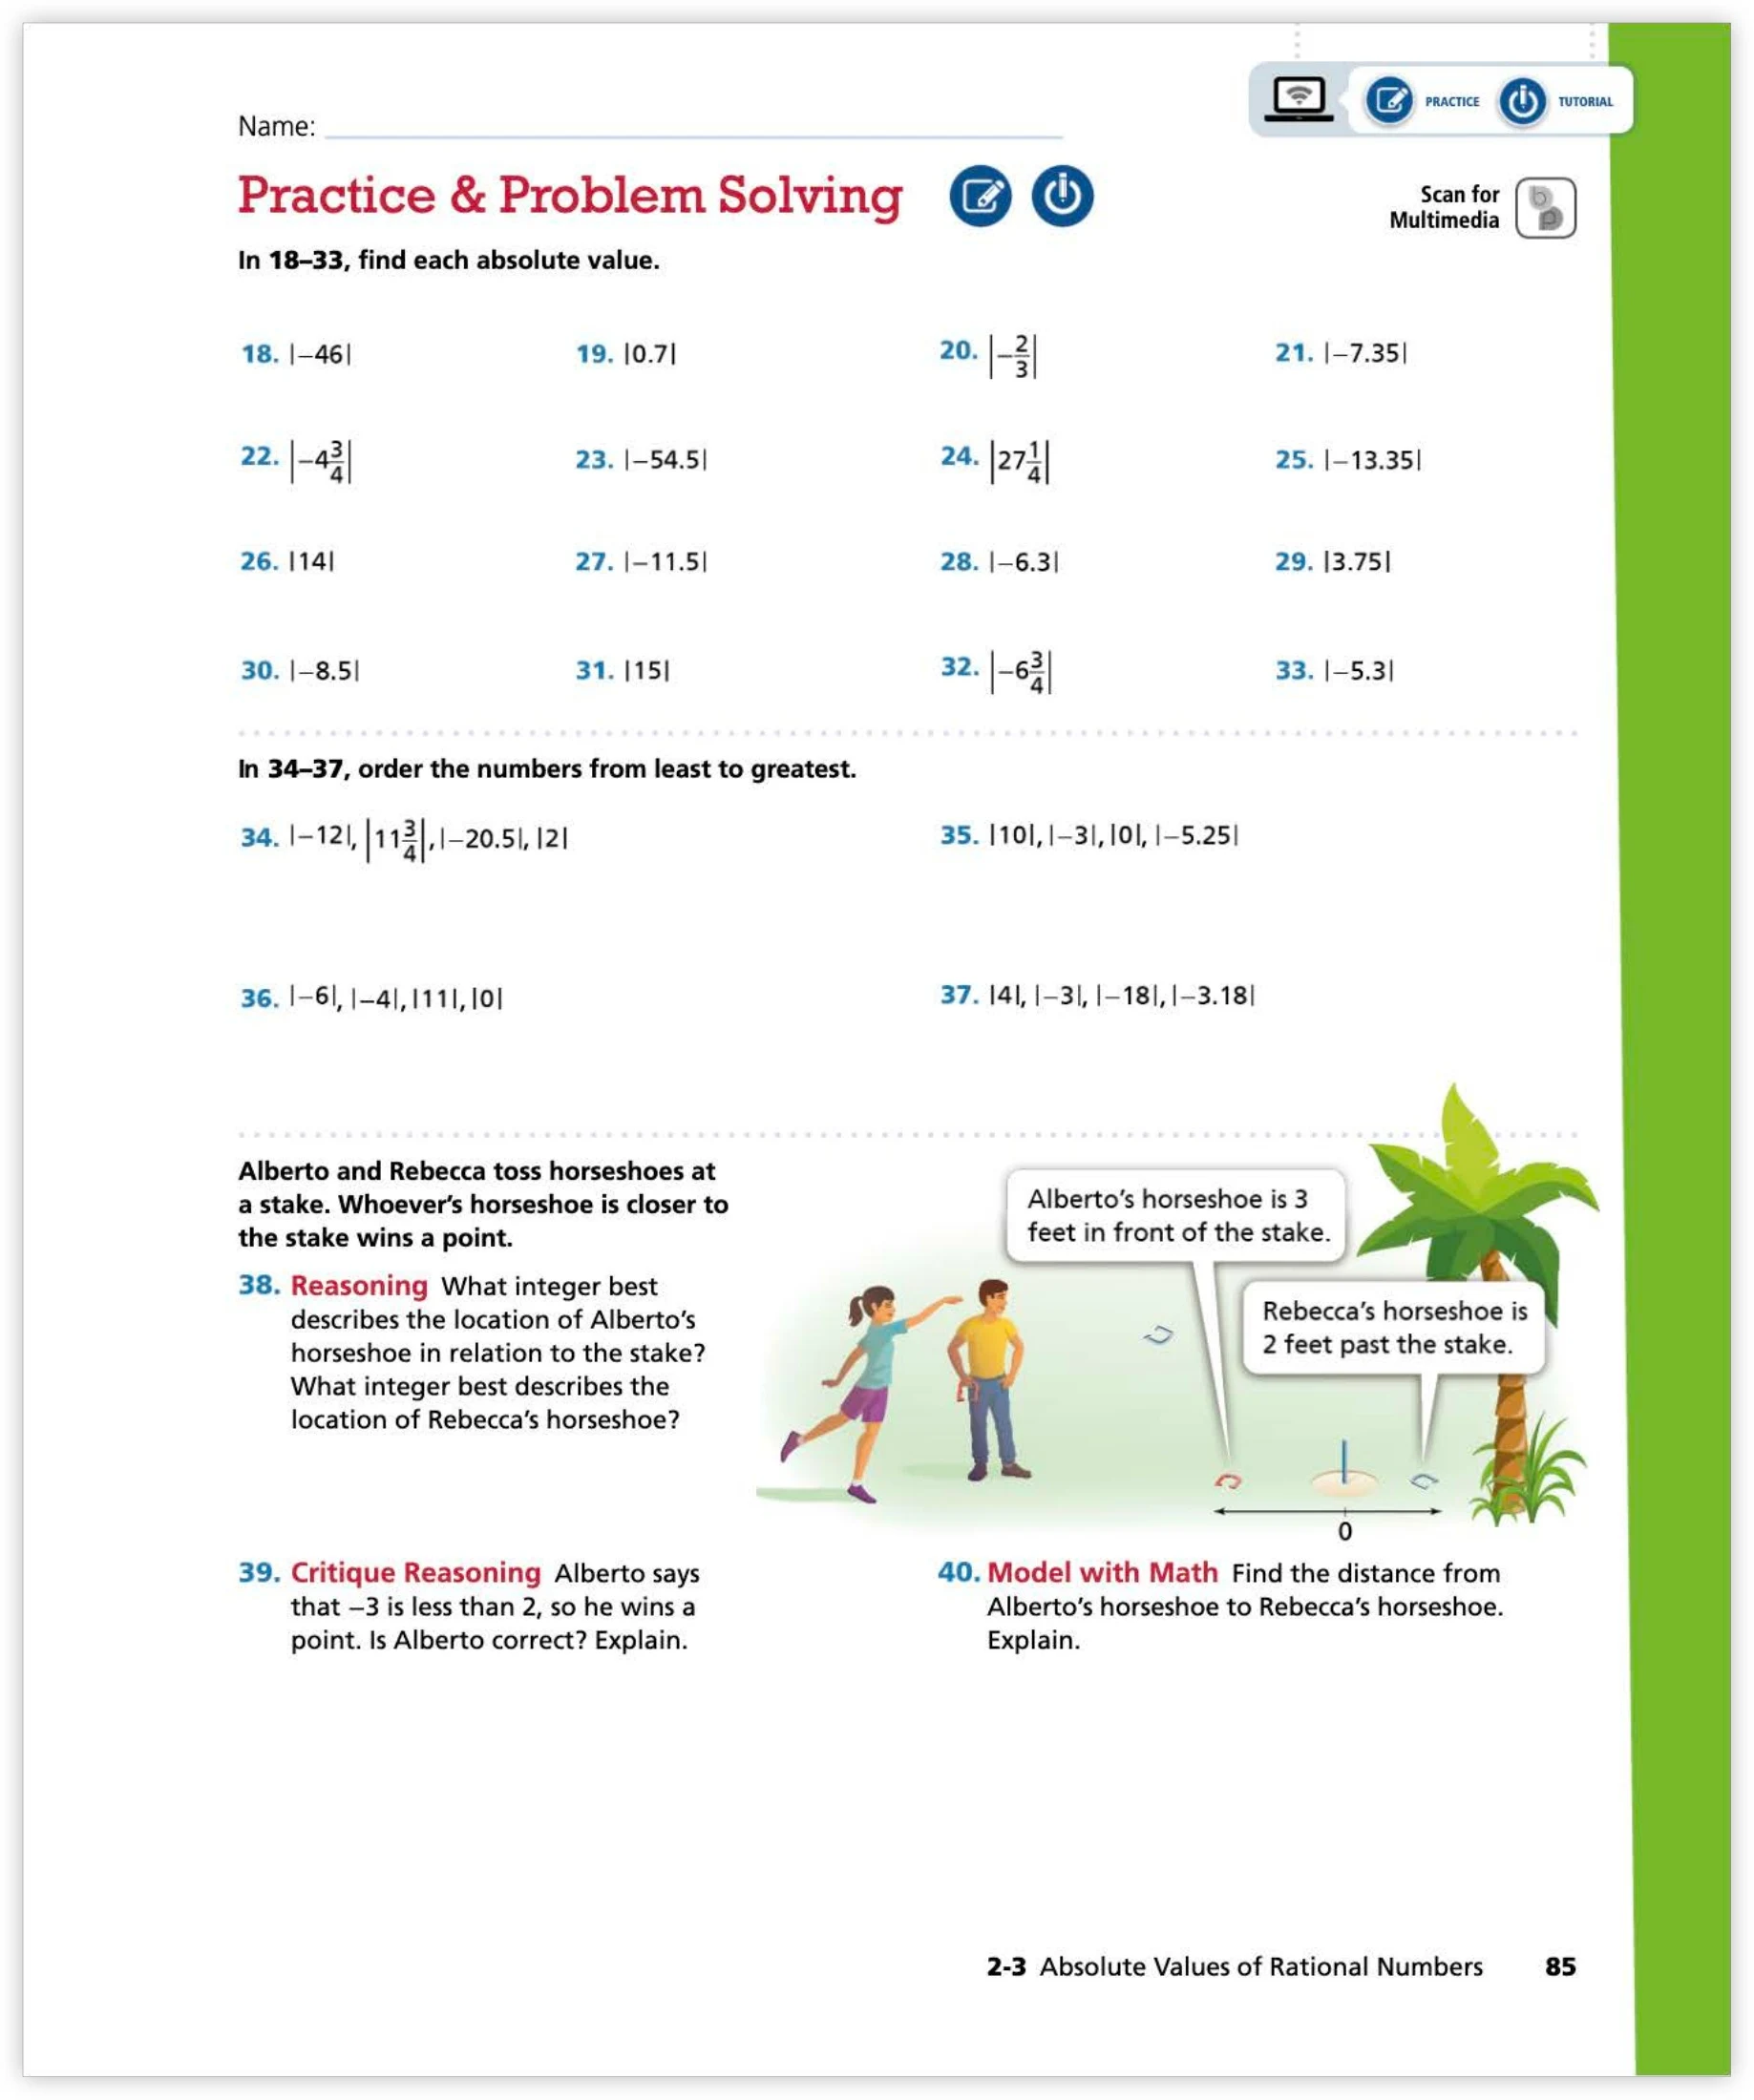 PRACTICE TUTORIAL
Name:
Practice & Problem Solving
Scan for
Multimedia
In 18–33, find each absolute value.
18. |−46| 19. |0.7| 20. |−2/3| 21. |−7.35|
22. |−4 3/4| 23. |−54.5| 24. |27 1/4| 25. |−13.35|
26. |14| 27. |−11.5| 28. |−6.3| 29. |3.75|
30. |−8.5| 31. |15| 32. |−6 3/4| 33. |−5.3|
In 34–37, order the numbers from least to greatest.
34. |−12|, |11 3/4|, |−20.5|, |2| 35. |10|, |−3|, |0|, |−5.25|
36. |−6|, |−4|, |11|, |0| 37. |4|, |−3|, |−18|, |−3.18|
Alberto and Rebecca toss horseshoes at
a stake. Whoever’s horseshoe is closer to
the stake wins a point.
38. Reasoning What integer best
describes the location of Alberto’s
horseshoe in relation to the stake?
What integer best describes the
location of Rebecca’s horseshoe?
Alberto’s horseshoe is 3
feet in front of the stake.
Rebecca’s horseshoe is
2 feet past the stake.
0
39. Critique Reasoning Alberto says
that −3 is less than 2, so he wins a
point. Is Alberto correct? Explain.
40. Model with Math Find the distance from
Alberto’s horseshoe to Rebecca’s horseshoe.
Explain.
2-3 Absolute Values of Rational Numbers 85